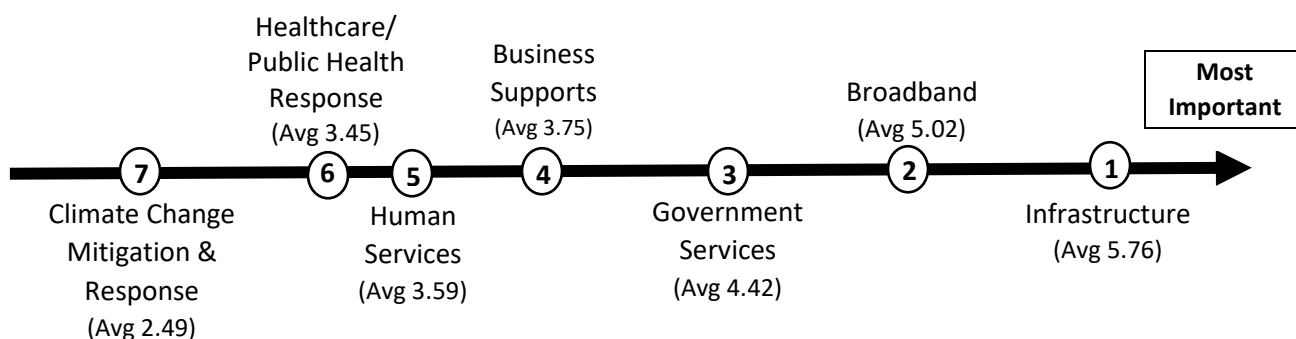 Healthcare/
Public Health
Response
(Avg 3.45)
Business
Supports
(Avg 3.75)
Broadband
(Avg 5.02)
Most
Important
7
6
5
4
3
2
1
Climate Change
Mitigation &
Response
(Avg 2.49)
Human
Services
(Avg 3.59)
Government
Services
(Avg 4.42)
Infrastructure
(Avg 5.76)